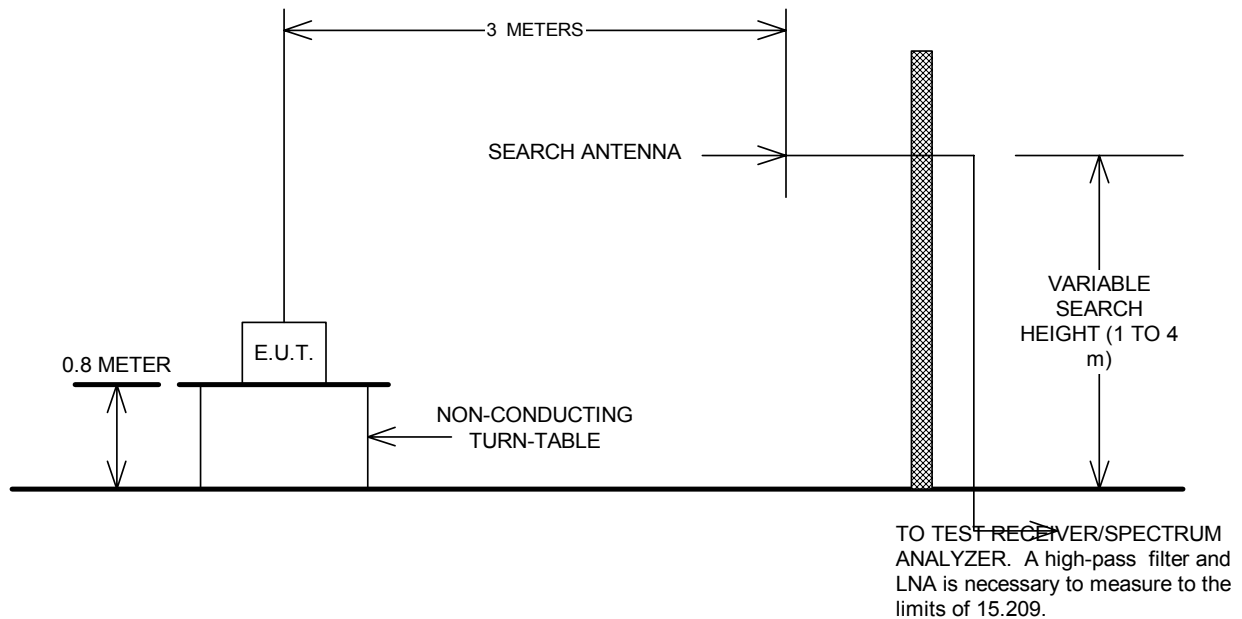 3 METERS
SEARCH ANTENNA
VARIABLE
SEARCH
HEIGHT (1 TO 4
m)
E.U.T.
0.8 METER
NON-CONDUCTING
TURN-TABLE
TO TEST RECEIVER/SPECTRUM
ANALYZER. A high-pass filter and
LNA is necessary to measure to the
limits of 15.209.